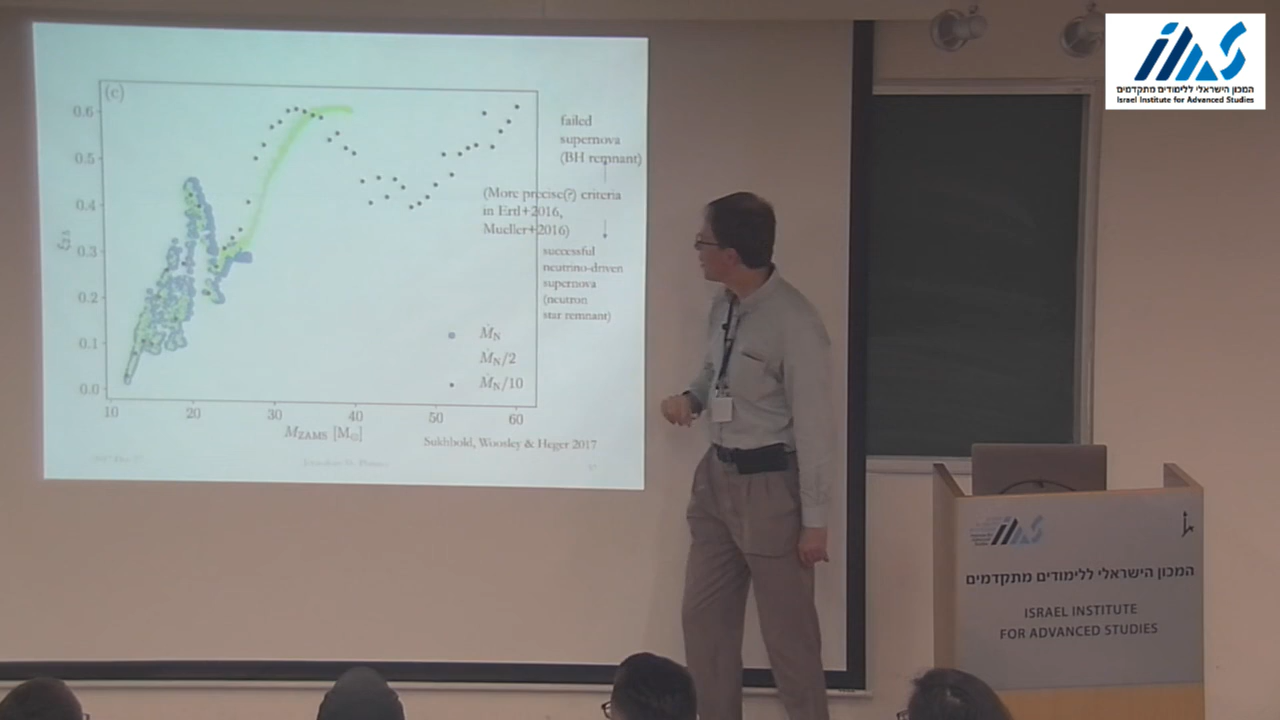 (c)
0.6
0.5
0.4
0.3
0.2
0.1
0.0
ξ2.5
10 20 30 40 50 60
MZAMS [M⊙]
ṀN
ṀN/2
ṀN/10
failed
supernova
(BH remnant)
(More precise(?) criteria
in Ertl+2016,
Mueller+2016)
successful
neutrino-driven
supernova
(neutron
star remnant)
Sukhbold, Woosley & Heger 2017
ias
המכון הישראלי ללימודים מתקדמים
Israel Institute for Advanced Studies
ias
המכון הישראלי ללימודים מתקדמים
ISRAEL INSTITUTE
FOR ADVANCED STUDIES